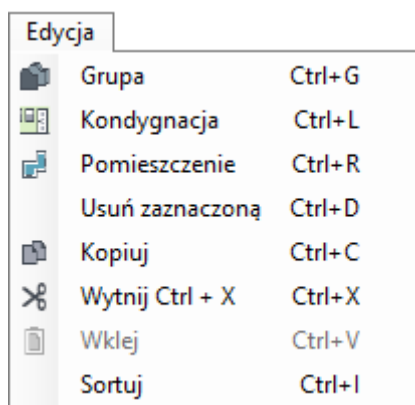 Edycja
Grupa Ctrl+G
Kondygnacja Ctrl+L
Pomieszczenie Ctrl+R
Usuń zaznaczoną Ctrl+D
Kopiuj Ctrl+C
Wytnij Ctrl + X Ctrl+X
Wklej Ctrl+V
Sortuj Ctrl+I